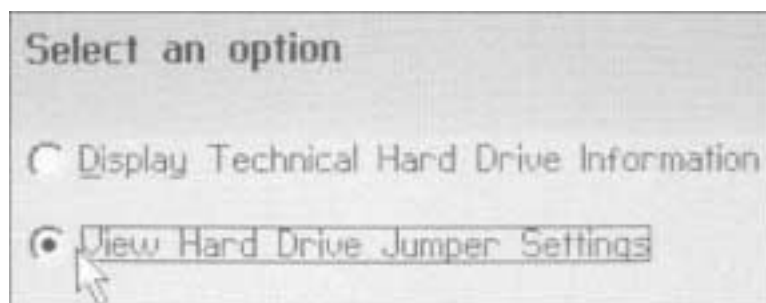 Select an option
Display Technical Hard Drive Information
View Hard Drive Jumper Settings